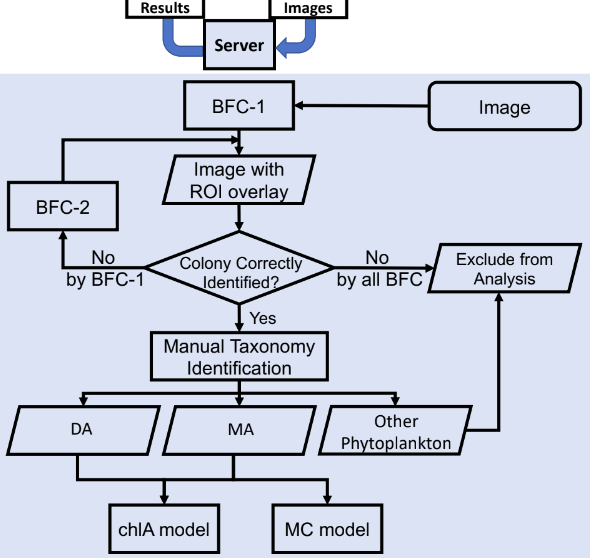 Results
Images
Server
BFC-1
Image
Image with
ROI overlay
BFC-2
No
by BFC-1
Colony Correctly
Identified?
No
by all BFC
Exclude from
Analysis
Yes
Manual Taxonomy
Identification
DA
MA
Other
Phytoplankton
chlA model
MC model